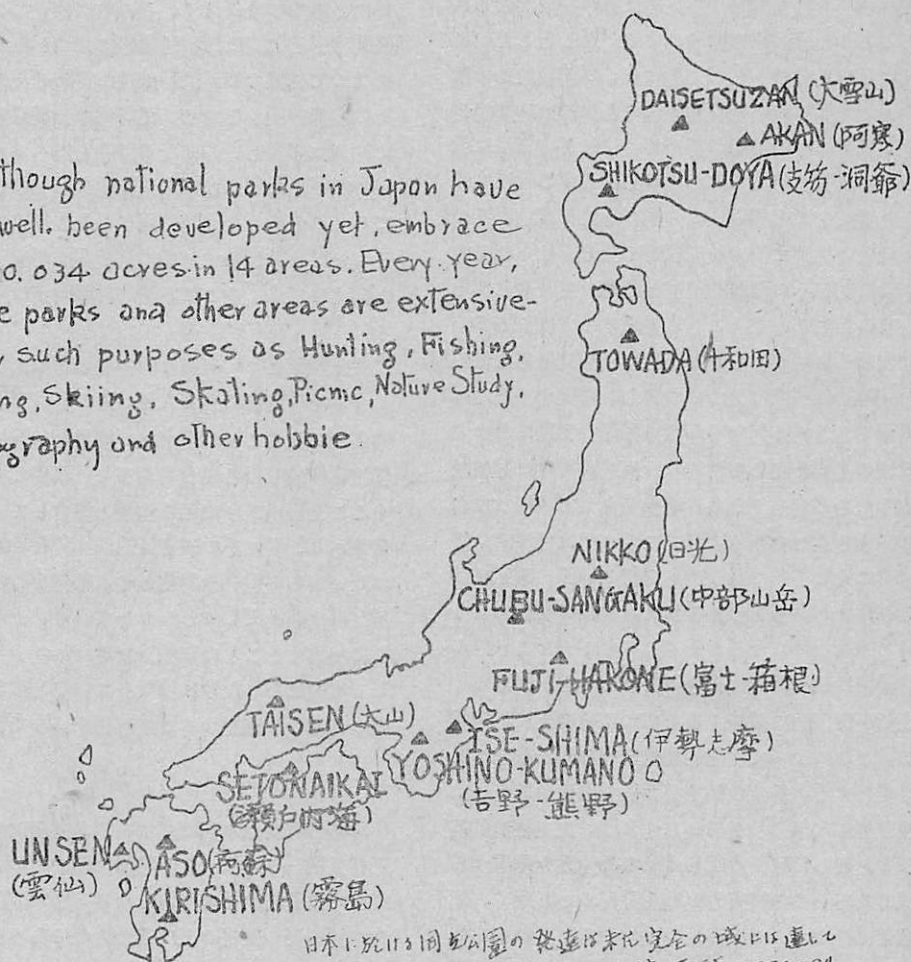 though national parks in Japan have
well. been developed yet, embrace
0.034 acres in 14 areas. Every year,
e parks and other areas are extensive-
such purposes as Hunting, Fishing,
ng, Skiing, Skating, Picnic, Nature Study,
ography and other hobbie.
DAISETSUZAN (大雪山)
AKAN (阿寒)
SHIKOTSU-DOYA (支笏-洞爺)
TOWADA (十和田)
NIKKO (日光)
CHUBU-SANGAKU (中部山岳)
FUJI-HAKONE (富士-箱根)
TAISEN (大山)
ISE-SHIMA (伊勢志摩)
YOSHINO-KUMANO
(吉野-熊野)
SETONAIKAI
(瀬戸内海)
UNSEN
(雲仙)
ASO (阿蘇)
KIRISHIMA (霧島)
日本に於ける国立公園の発達は未だ完全の域には達して